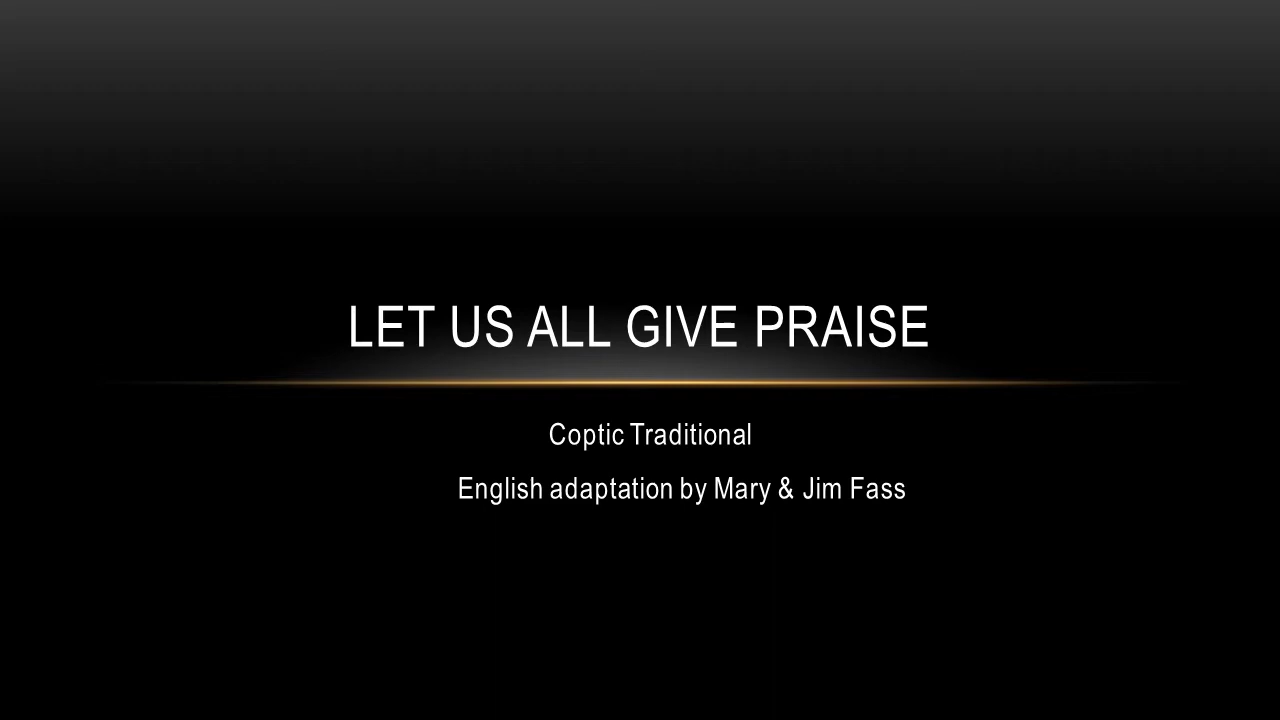 LET US ALL GIVE PRAISE
Coptic Traditional
English adaptation by Mary & Jim Fass